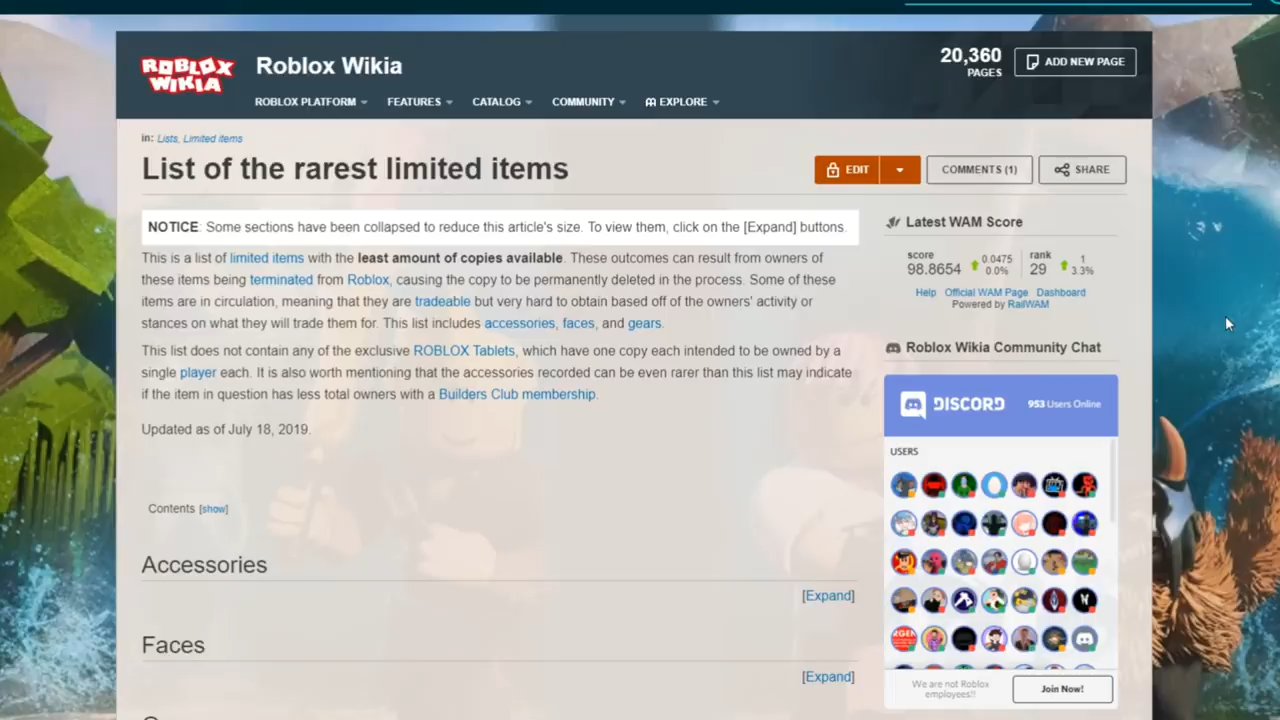 ROBLOX
WIKIA
Roblox Wikia
20,360
PAGES
ADD NEW PAGE
ROBLOX PLATFORM
FEATURES
CATALOG
COMMUNITY
EXPLORE
in: Lists, Limited items
List of the rarest limited items
EDIT
COMMENTS (1)
SHARE
NOTICE: Some sections have been collapsed to reduce this article's size. To view them, click on the [Expand] buttons.
This is a list of limited items with the least amount of copies available. These outcomes can result from owners of
these items being terminated from Roblox, causing the copy to be permanently deleted in the process. Some of these
items are in circulation, meaning that they are tradeable but very hard to obtain based off of the owners' activity or
stances on what they will trade them for. This list includes accessories, faces, and gears.
This list does not contain any of the exclusive ROBLOX Tablets, which have one copy each intended to be owned by a
single player each. It is also worth mentioning that the accessories recorded can be even rarer than this list may indicate
if the item in question has less total owners with a Builders Club membership.
Updated as of July 18, 2019.
Contents [show]
Accessories
[Expand]
Faces
[Expand]
Latest WAM Score
score
98.8654
0.0475
0.0%
rank
29
1
3.3%
Help Official WAM Page Dashboard
Powered by RailWAM
Roblox Wikia Community Chat
DISCORD
953 Users Online
USERS
We are not Roblox
employees!!
Join Now!